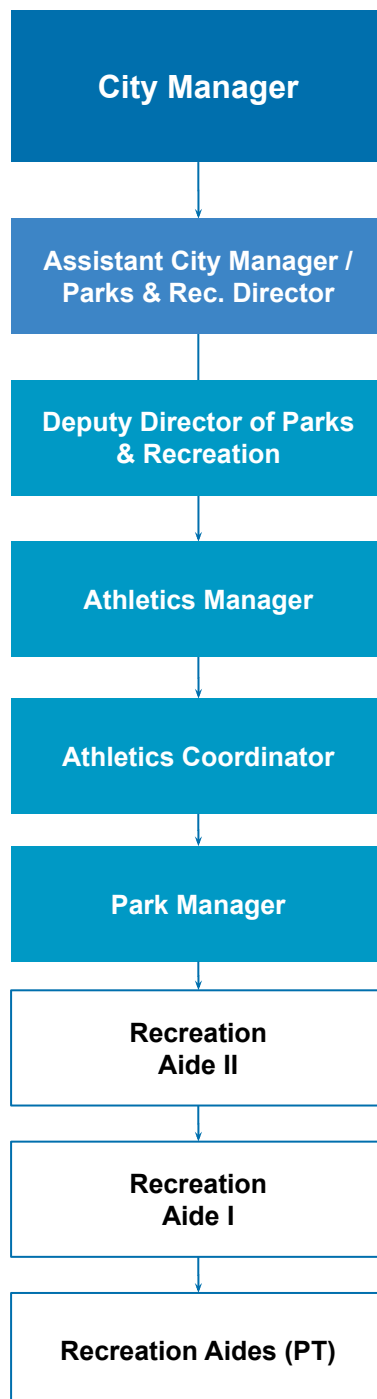 City Manager
Assistant City Manager /
Parks & Rec. Director
Deputy Director of Parks
& Recreation
Athletics Manager
Athletics Coordinator
Park Manager
Recreation
Aide II
Recreation
Aide I
Recreation Aides (PT)